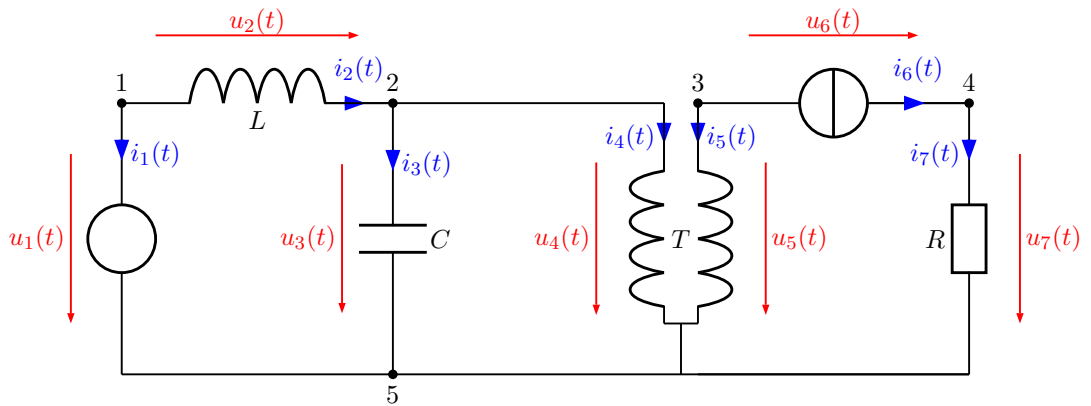 u₂(t)
u₆(t)
1
i₂(t)
2
3
i₆(t)
4
L
i₁(t)
i₃(t)
i₄(t)
i₅(t)
i₇(t)
u₁(t)
u₃(t)
C
u₄(t)
T
u₅(t)
R
u₇(t)
5